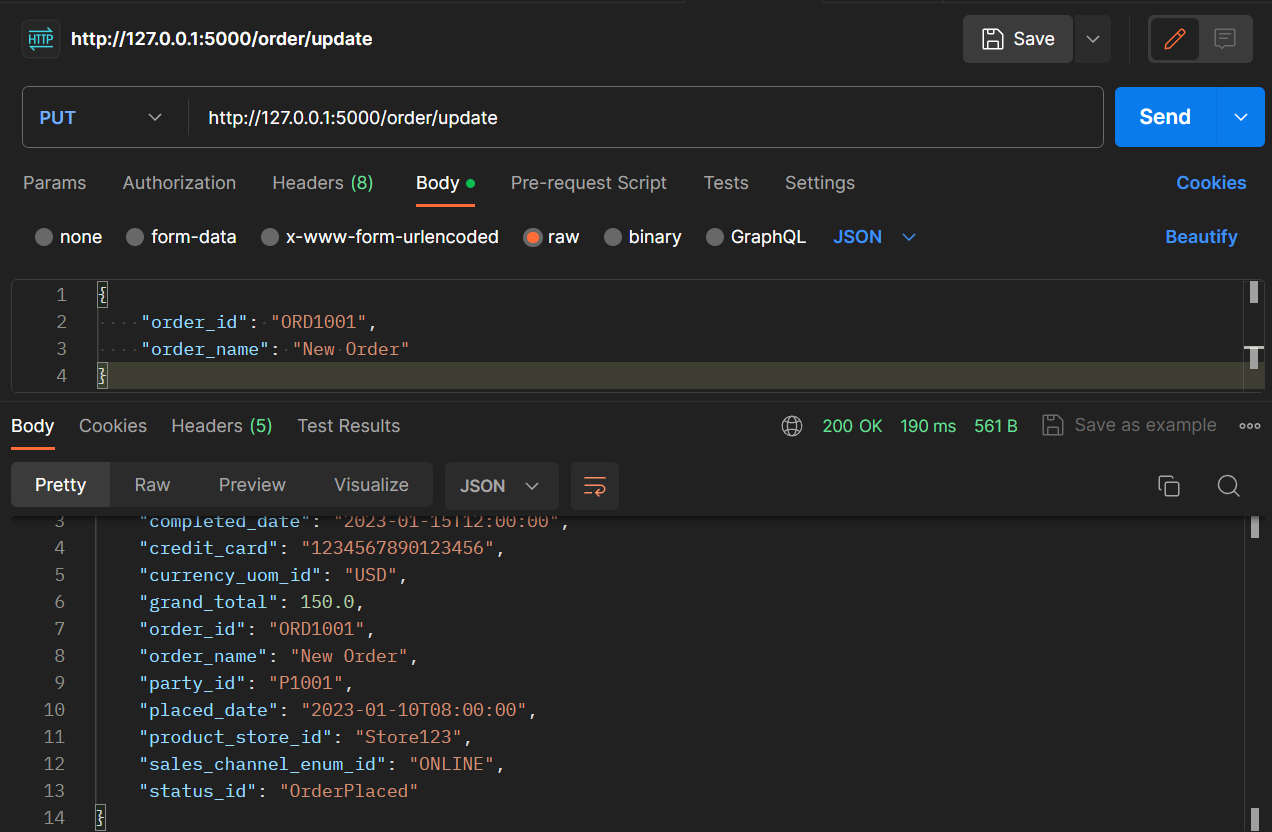 HTTP http://127.0.0.1:5000/order/update Save
PUT http://127.0.0.1:5000/order/update Send
Params Authorization Headers (8) Body Pre-request Script Tests Settings Cookies
none form-data x-www-form-urlencoded raw binary GraphQL JSON Beautify
1 {
2 ····"order_id":·"ORD1001",
3 ····"order_name":·"New·Order"
4 }
Body Cookies Headers (5) Test Results 200 OK 190 ms 561 B Save as example
Pretty Raw Preview Visualize JSON
3 "completed_date": "2023-01-15T12:00:00",
4 "credit_card": "1234567890123456",
5 "currency_uom_id": "USD",
6 "grand_total": 150.0,
7 "order_id": "ORD1001",
8 "order_name": "New Order",
9 "party_id": "P1001",
10 "placed_date": "2023-01-10T08:00:00",
11 "product_store_id": "Store123",
12 "sales_channel_enum_id": "ONLINE",
13 "status_id": "OrderPlaced"
14 }